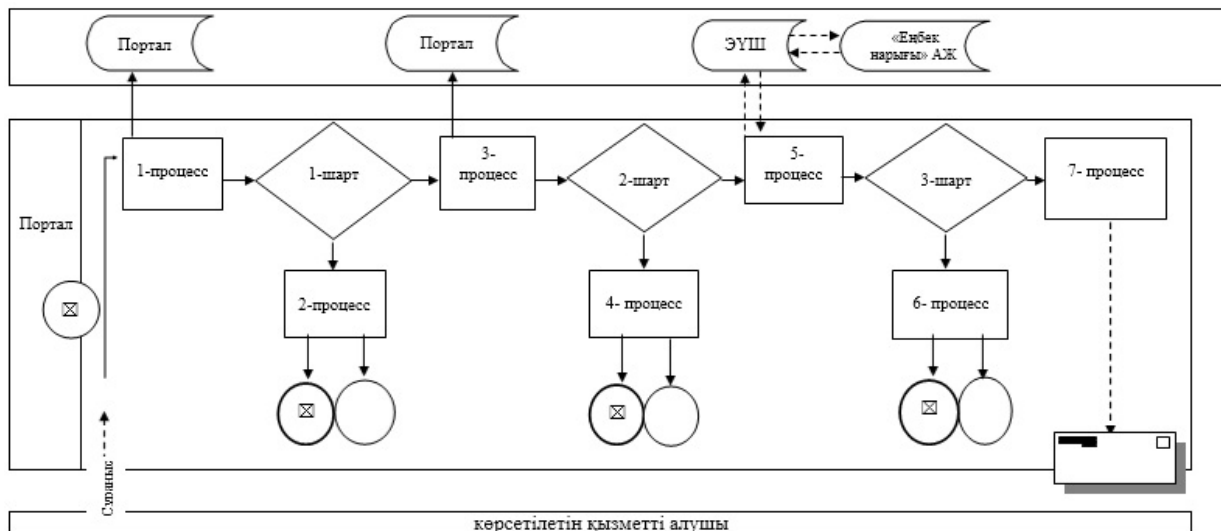 Портал
Портал
ЭҮШ
«Еңбек
нарығы» АЖ
1-процесс
1-шарт
3-
процесс
2-шарт
5-
процесс
3-шарт
7- процесс
Портал
2-процесс
4- процесс
6- процесс
Сұраныс
көрсетілетін қызметті алушы